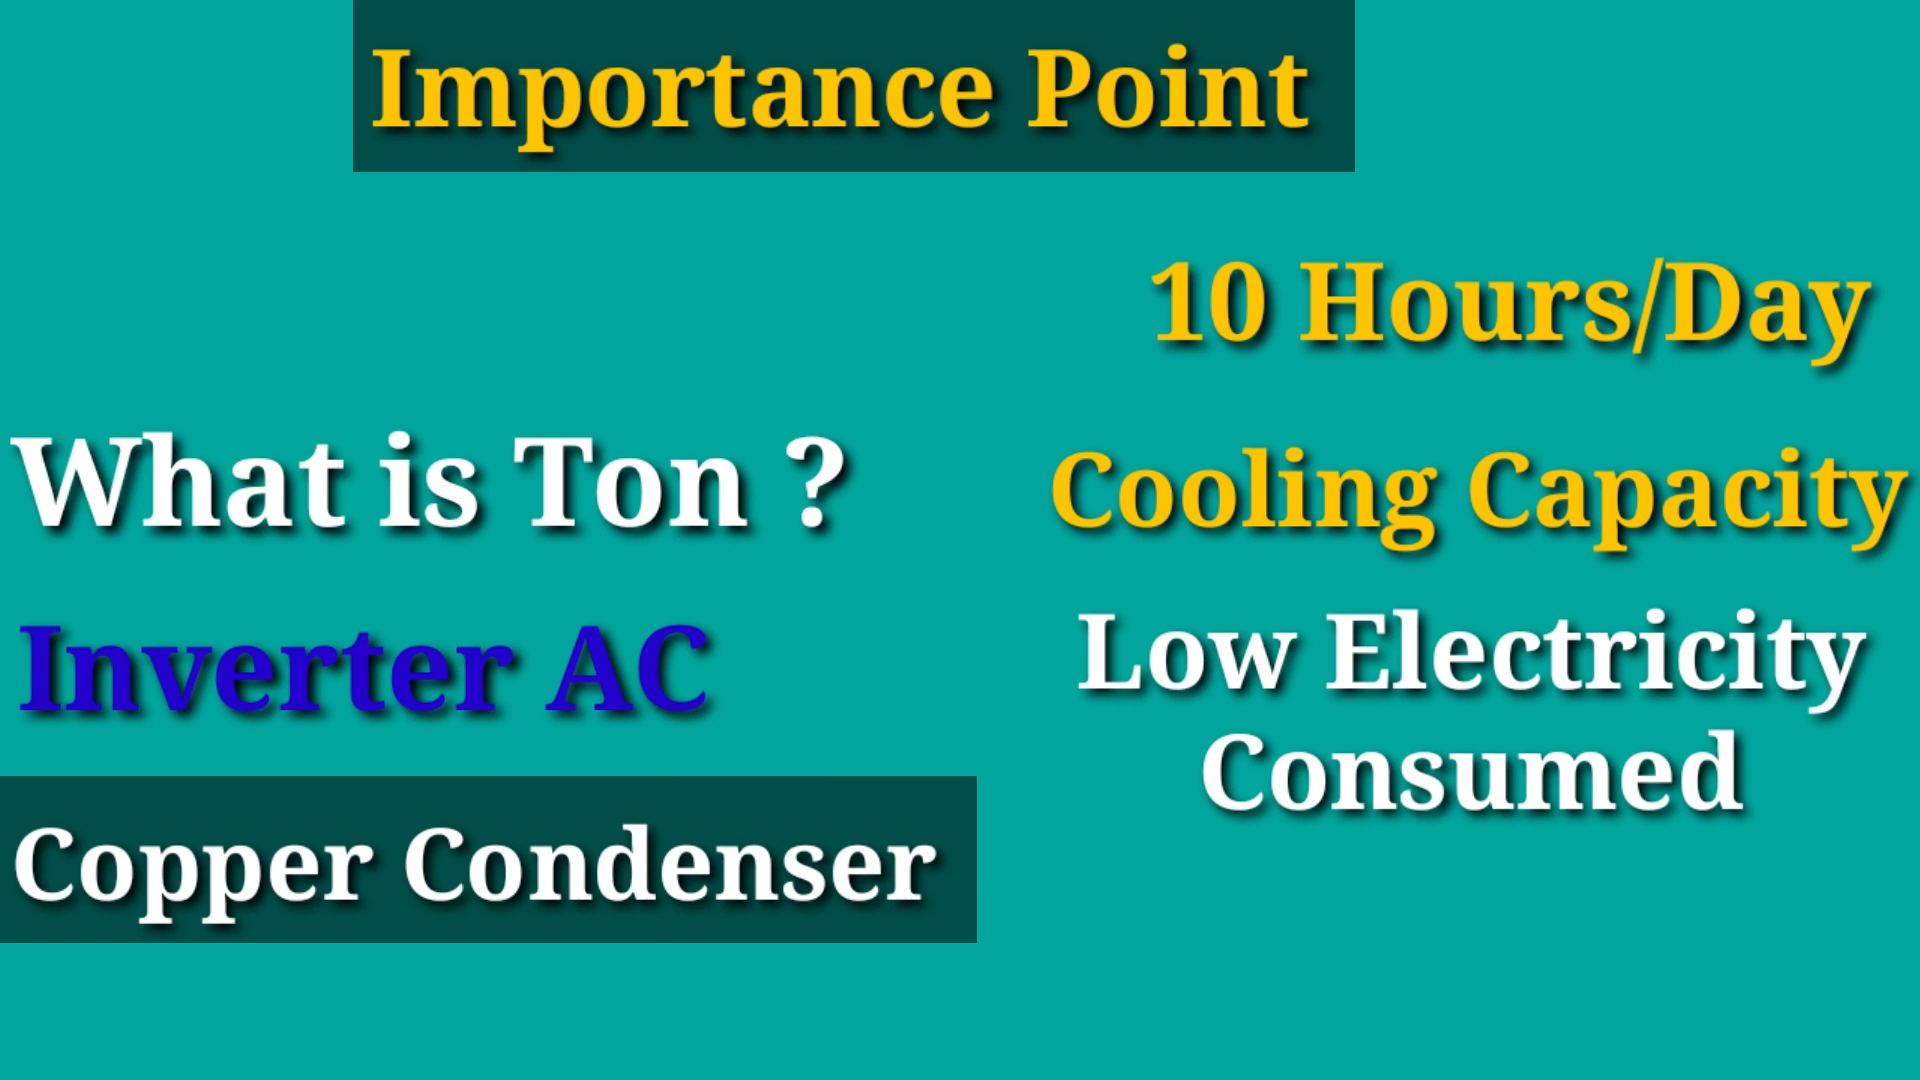 Importance Point
10 Hours/Day
What is Ton ?
Cooling Capacity
Inverter AC
Low Electricity
Consumed
Copper Condenser